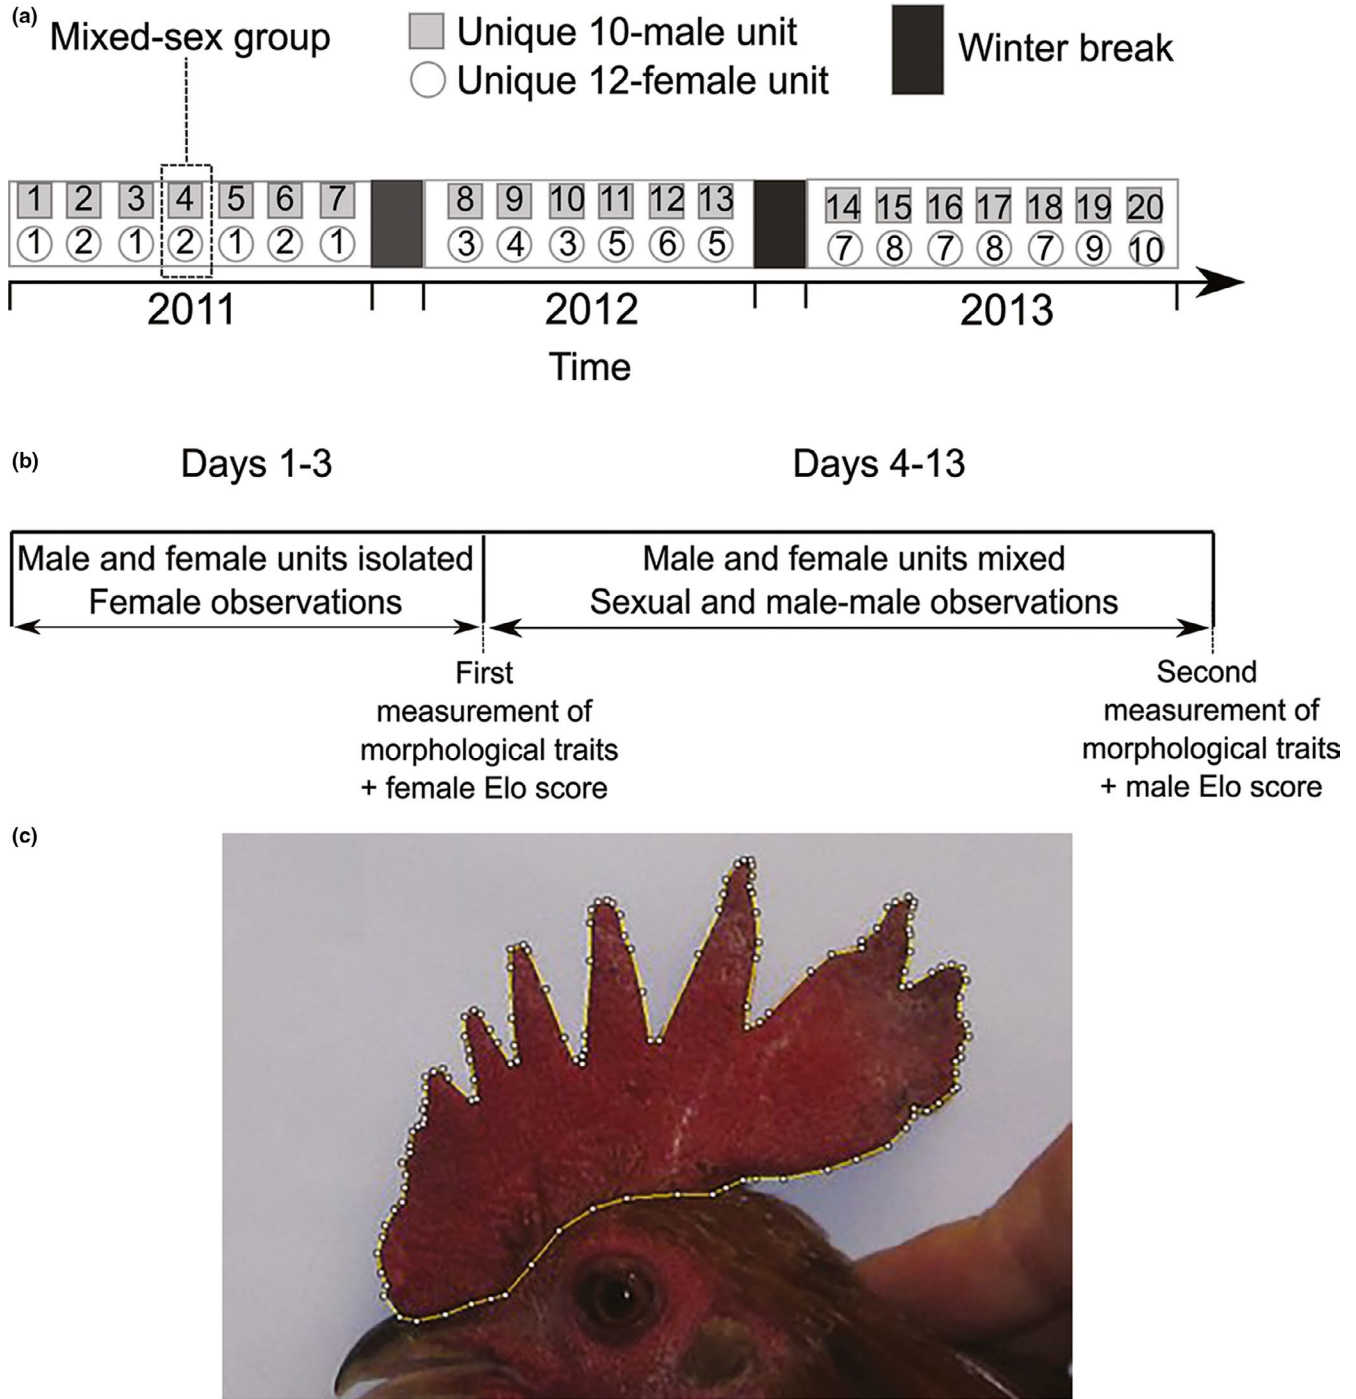 (a)
Mixed-sex group
Unique 10-male unit
Unique 12-female unit
Winter break
1 2 3 4 5 6 7 8 9 10 11 12 13 14 15 16 17 18 19 20
1 2 1 2 1 2 1 3 4 3 5 6 5 7 8 7 8 7 9 10
2011 2012 2013
Time
(b)
Days 1-3
Days 4-13
Male and female units isolated
Female observations
Male and female units mixed
Sexual and male-male observations
First
measurement of
morphological traits
+ female Elo score
Second
measurement of
morphological traits
+ male Elo score
(c)